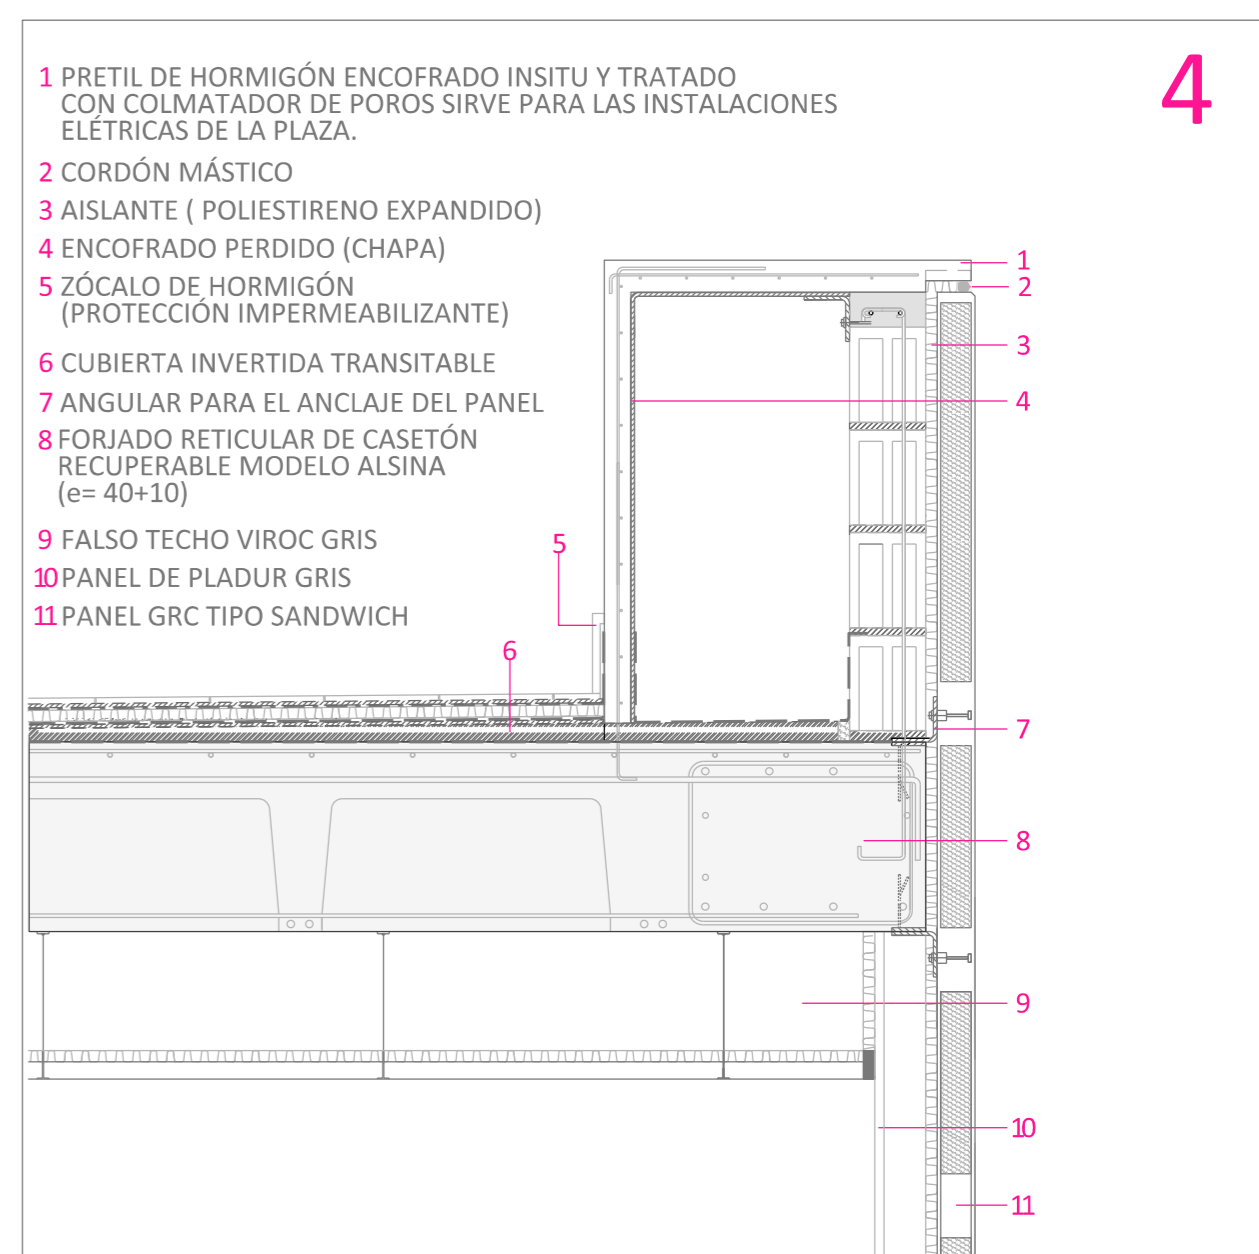 1 PRETIL DE HORMIGÓN ENCOFRADO INSITU Y TRATADO
CON COLMATADOR DE POROS SIRVE PARA LAS INSTALACIONES
ELÉTRICAS DE LA PLAZA.
2 CORDÓN MÁSTICO
3 AISLANTE ( POLIESTIRENO EXPANDIDO)
4 ENCOFRADO PERDIDO (CHAPA)
5 ZÓCALO DE HORMIGÓN
(PROTECCIÓN IMPERMEABILIZANTE)
6 CUBIERTA INVERTIDA TRANSITABLE
7 ANGULAR PARA EL ANCLAJE DEL PANEL
8 FORJADO RETICULAR DE CASETÓN
RECUPERABLE MODELO ALSINA
(e= 40+10)
9 FALSO TECHO VIROC GRIS
10 PANEL DE PLADUR GRIS
11 PANEL GRC TIPO SANDWICH
4
1
2
3
4
5
6
7
8
9
10
11